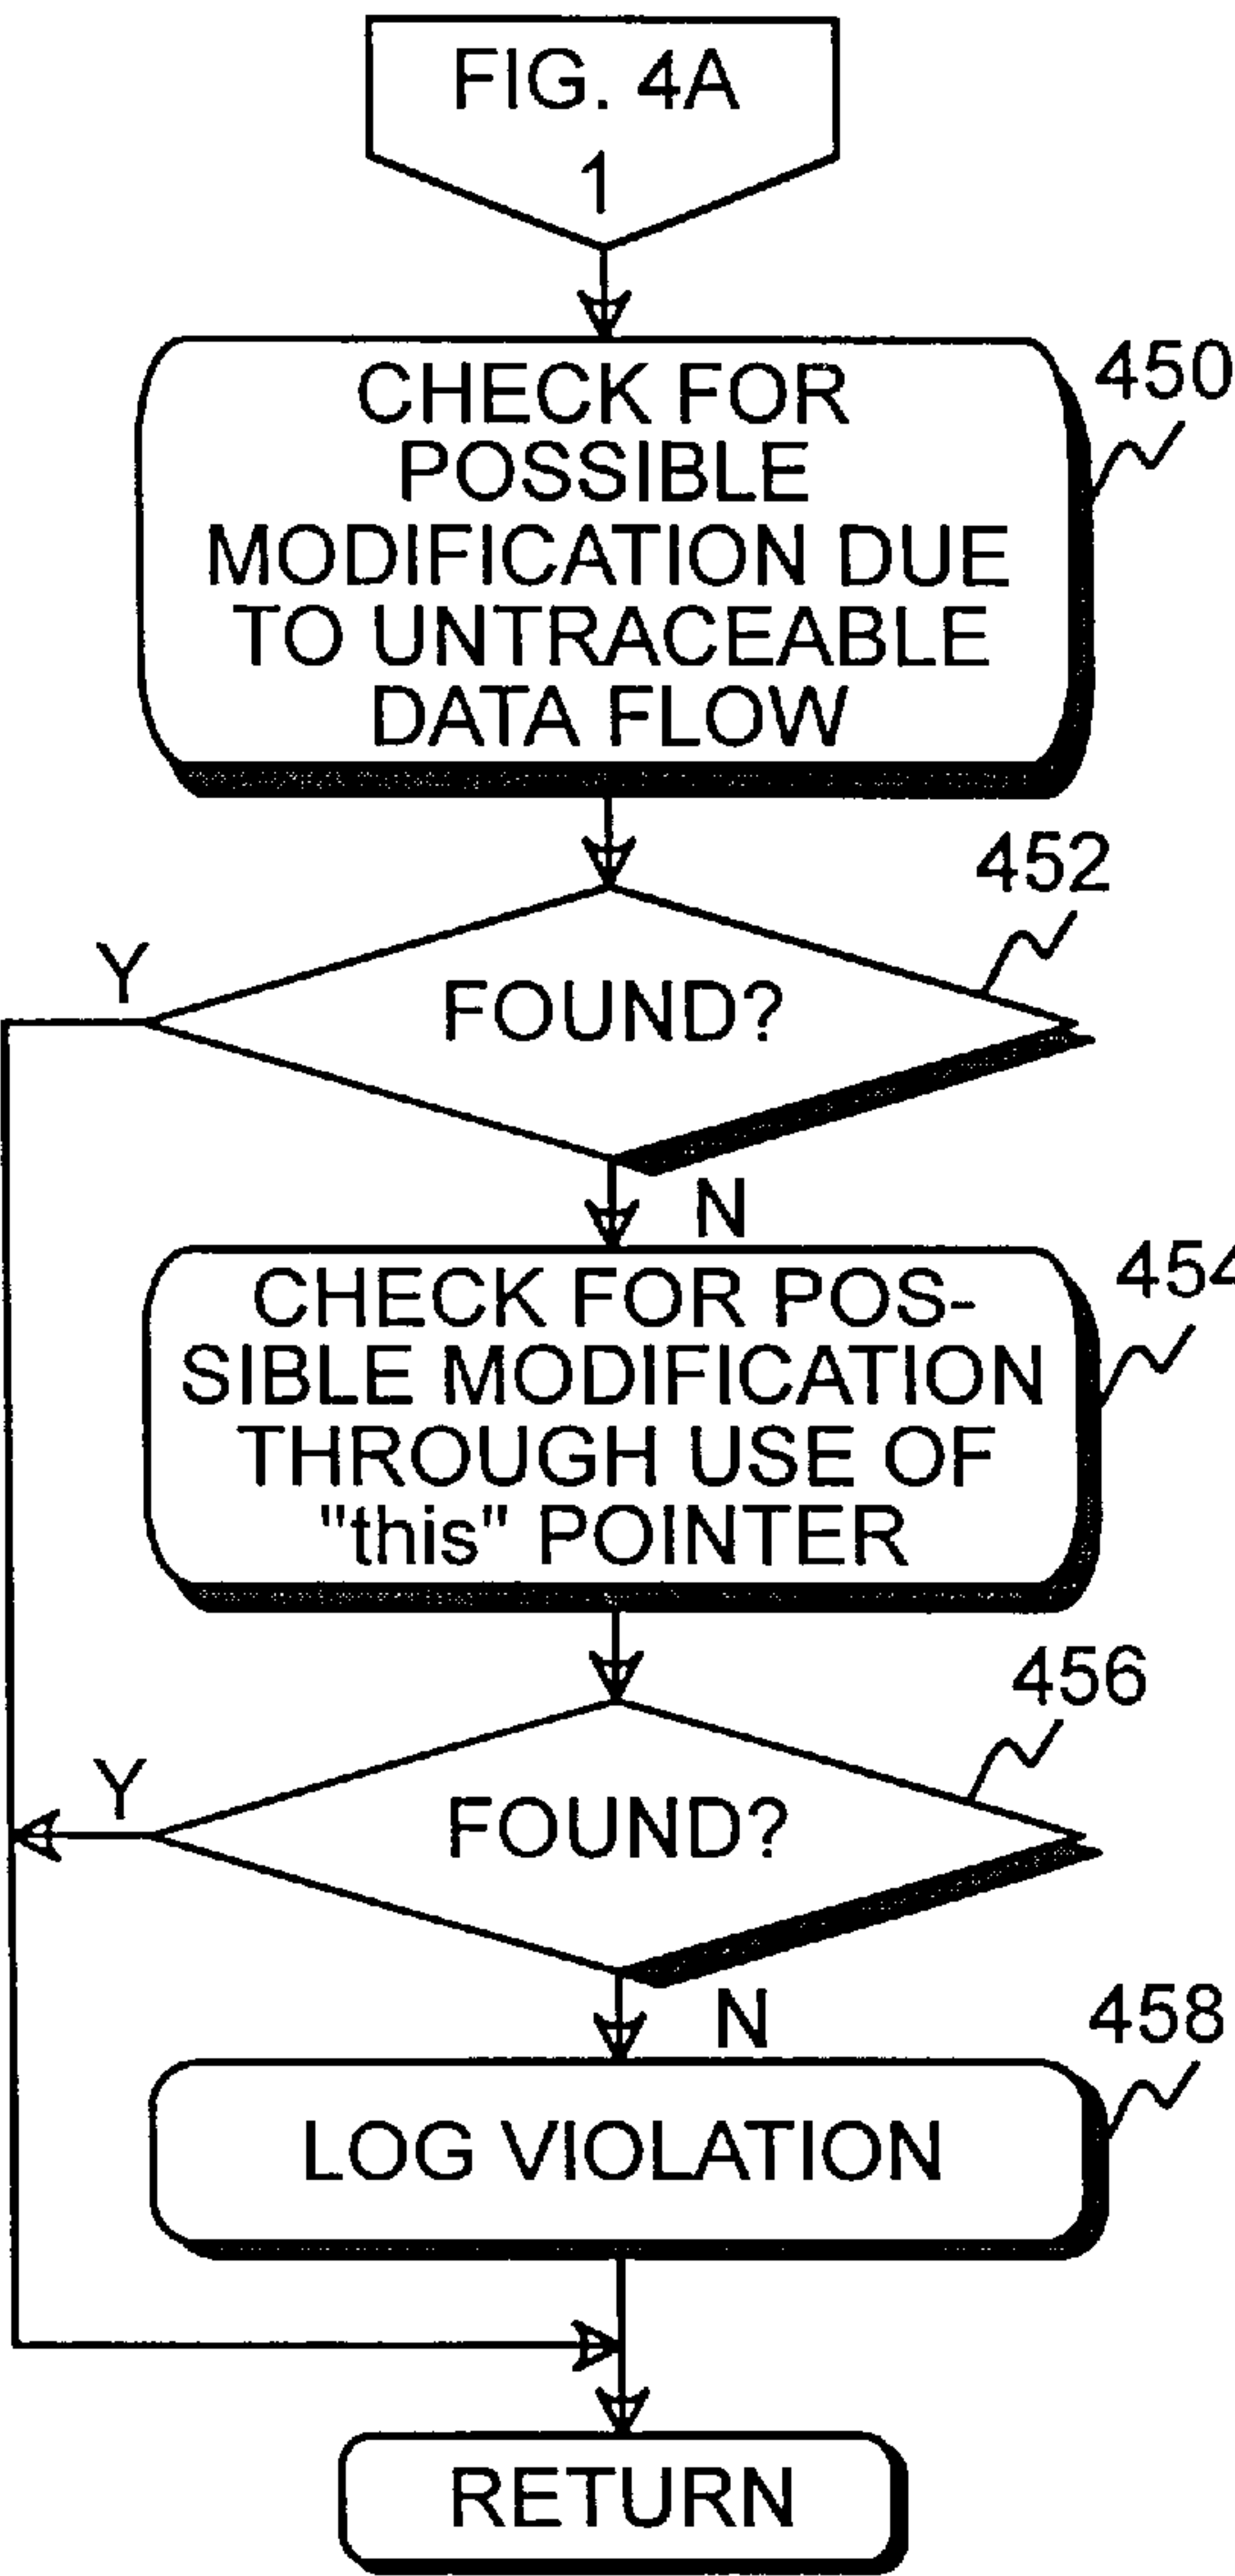 FIG. 4A
1
CHECK FOR
POSSIBLE
MODIFICATION DUE
TO UNTRACEABLE
DATA FLOW
450
452
Y
FOUND?
N
CHECK FOR POS-
SIBLE MODIFICATION
THROUGH USE OF
"this" POINTER
454
456
Y
FOUND?
N
458
LOG VIOLATION
RETURN